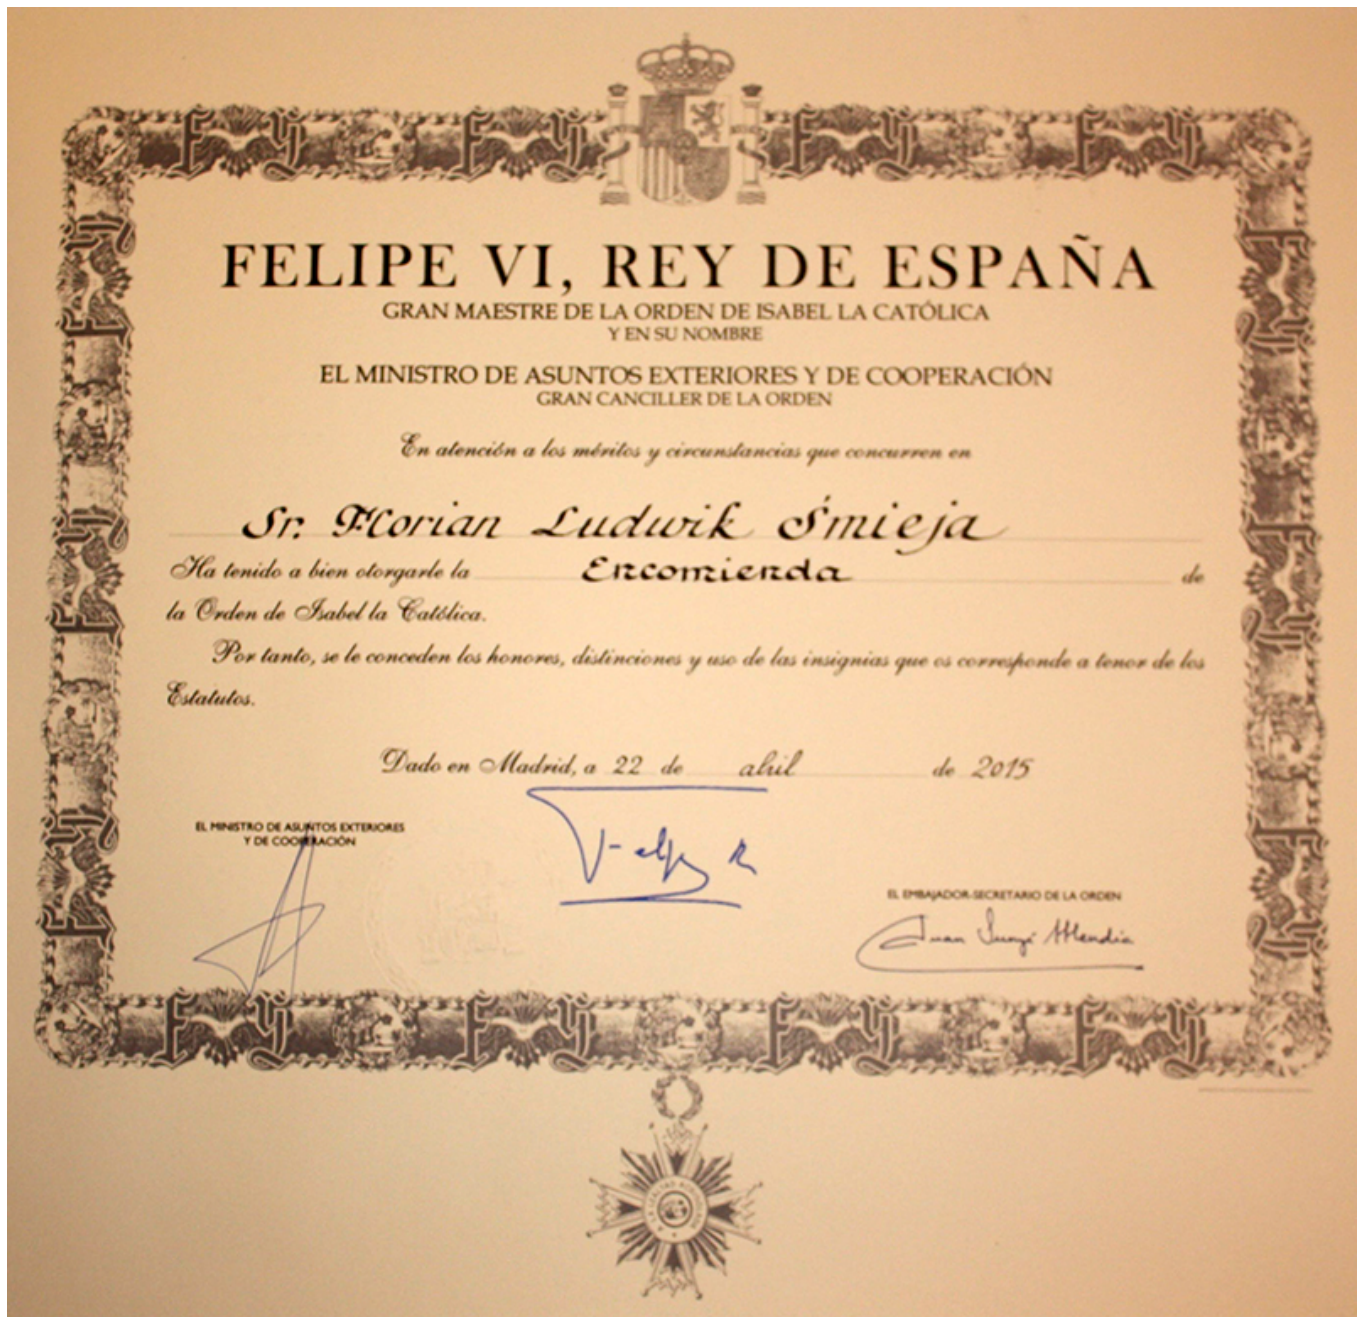 FELIPE VI, REY DE ESPAÑA
GRAN MAESTRE DE LA ORDEN DE ISABEL LA CATÓLICA
Y EN SU NOMBRE
EL MINISTRO DE ASUNTOS EXTERIORES Y DE COOPERACIÓN
GRAN CANCILLER DE LA ORDEN
En atención a los méritos y circunstancias que concurren en
Sr. Florian Ludwik Śmieja
Ha tenido a bien otorgarle la Encomienda de
la Orden de Isabel la Católica.
Por tanto, se le conceden los honores, distinciones y uso de las insignias que os corresponde a tenor de los
Estatutos.
Dado en Madrid, a 22 de abril de 2015
EL MINISTRO DE ASUNTOS EXTERIORES
Y DE COOPERACIÓN
Felipe R
EL EMBAJADOR-SECRETARIO DE LA ORDEN
Juan